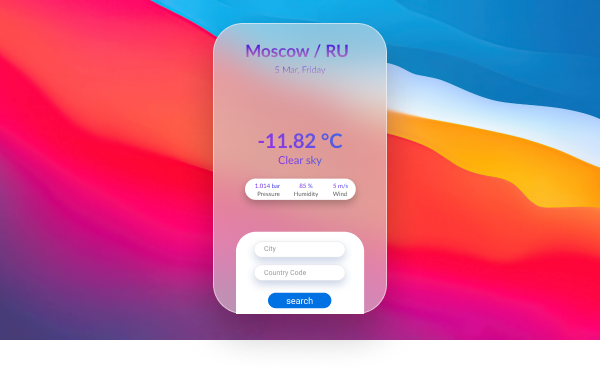 Moscow / RU
5 Mar, Friday
-11.82 °C
Clear sky
1.014 bar 85 % 5 m/s
Pressure Humidity Wind
City
Country Code
search